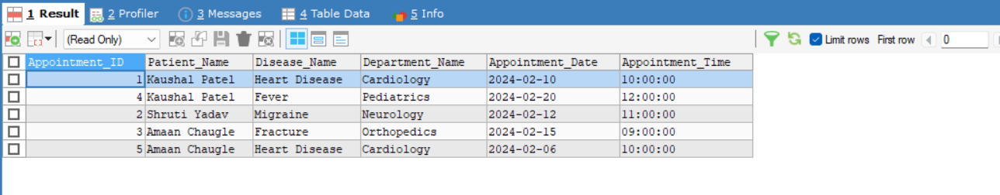 1 Result 2 Profiler 3 Messages 4 Table Data 5 Info
(Read Only) Limit rows First row 0
Appointment_ID Patient_Name Disease_Name Department_Name Appointment_Date Appointment_Time
1 Kaushal Patel Heart Disease Cardiology 2024-02-10 10:00:00
4 Kaushal Patel Fever Pediatrics 2024-02-20 12:00:00
2 Shruti Yadav Migraine Neurology 2024-02-12 11:00:00
3 Amaan Chaugle Fracture Orthopedics 2024-02-15 09:00:00
5 Amaan Chaugle Heart Disease Cardiology 2024-02-06 10:00:00